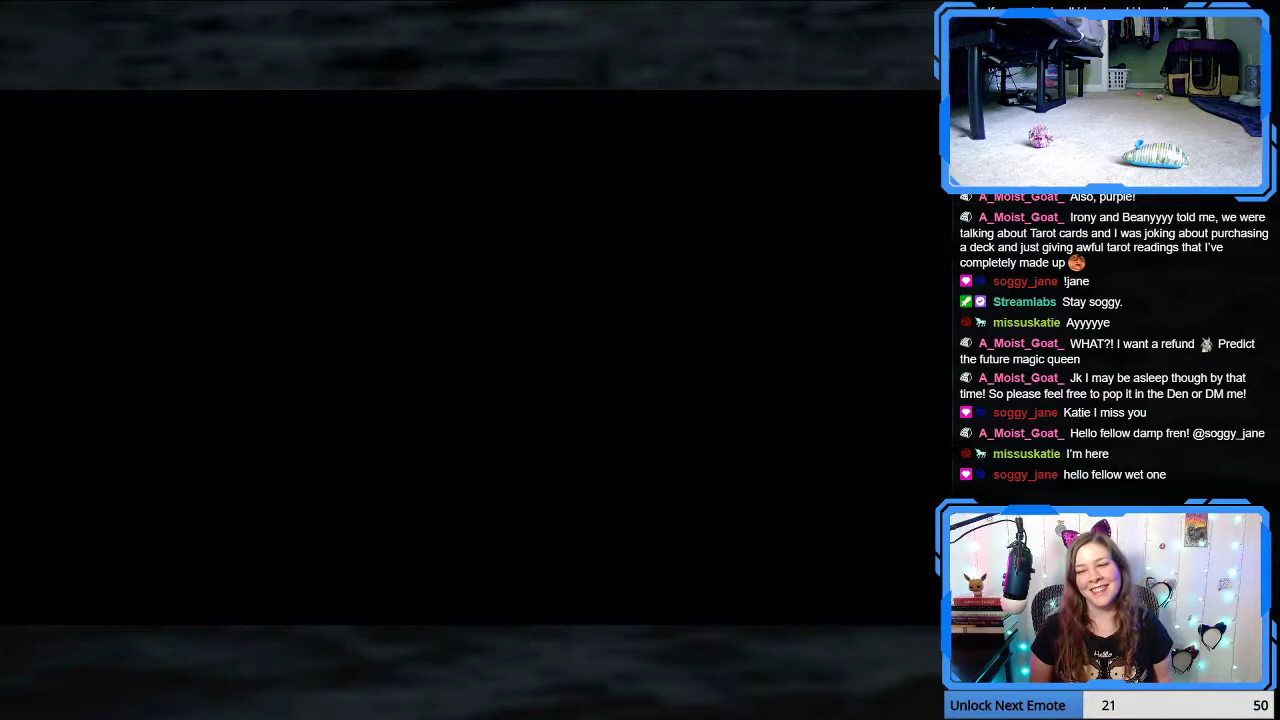 A_Moist_Goat_ Also, purple!
A_Moist_Goat_ Irony and Beanyyyy told me, we were
talking about Tarot cards and I was joking about purchasing
a deck and just giving awful tarot readings that I've
completely made up
soggy_jane !jane
Streamlabs Stay soggy.
missuskatie Ayyyyye
A_Moist_Goat_ WHAT?! I want a refund Predict
the future magic queen
A_Moist_Goat_ Jk I may be asleep though by that
time! So please feel free to pop it in the Den or DM me!
soggy_jane Katie I miss you
A_Moist_Goat_ Hello fellow damp fren! @soggy_jane
missuskatie I'm here
soggy_jane hello fellow wet one
Hello
Unlock Next Emote 21 50